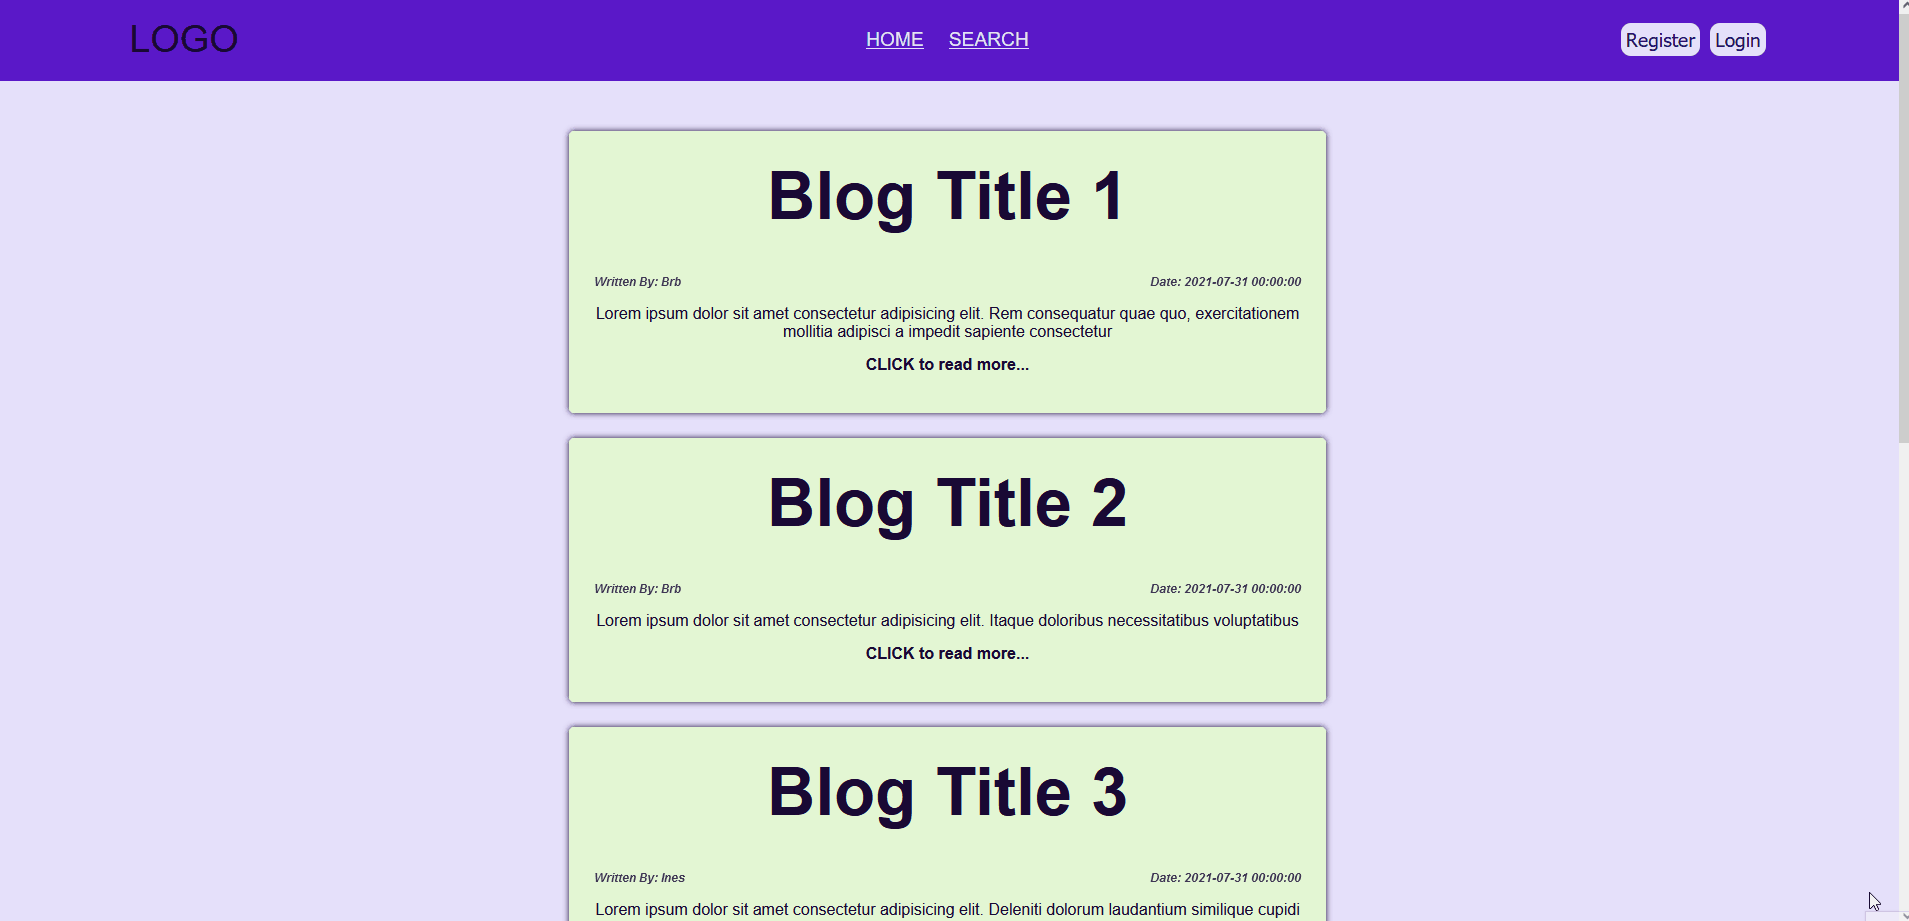 LOGO
HOME SEARCH
Register Login
Blog Title 1
Written By: Brb Date: 2021-07-31 00:00:00
Lorem ipsum dolor sit amet consectetur adipisicing elit. Rem consequatur quae quo, exercitationem
mollitia adipisci a impedit sapiente consectetur
CLICK to read more...
Blog Title 2
Written By: Brb Date: 2021-07-31 00:00:00
Lorem ipsum dolor sit amet consectetur adipisicing elit. Itaque doloribus necessitatibus voluptatibus
CLICK to read more...
Blog Title 3
Written By: Ines Date: 2021-07-31 00:00:00
Lorem ipsum dolor sit amet consectetur adipisicing elit. Deleniti dolorum laudantium similique cupidi